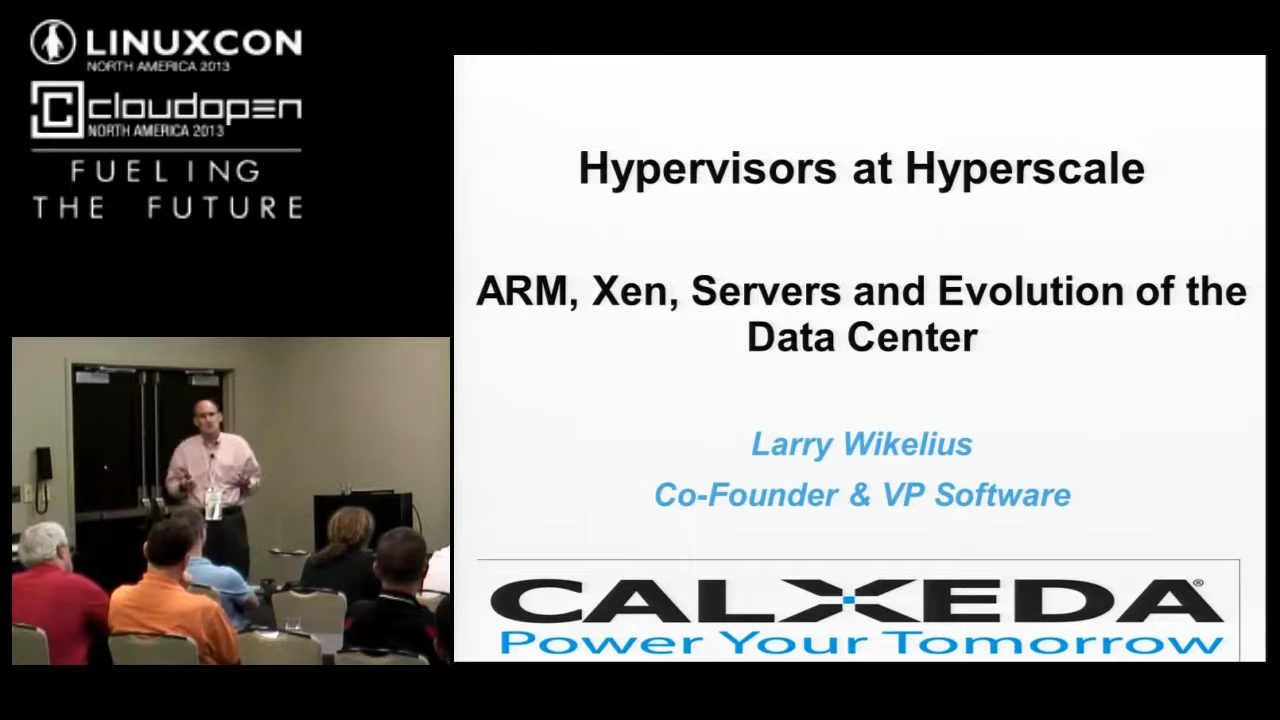 LINUXCON
NORTH AMERICA 2013
cloudopen
NORTH AMERICA 2013
FUELING
THE FUTURE
Hypervisors at Hyperscale
ARM, Xen, Servers and Evolution of the
Data Center
Larry Wikelius
Co-Founder & VP Software
CALXEDA®
Power Your Tomorrow